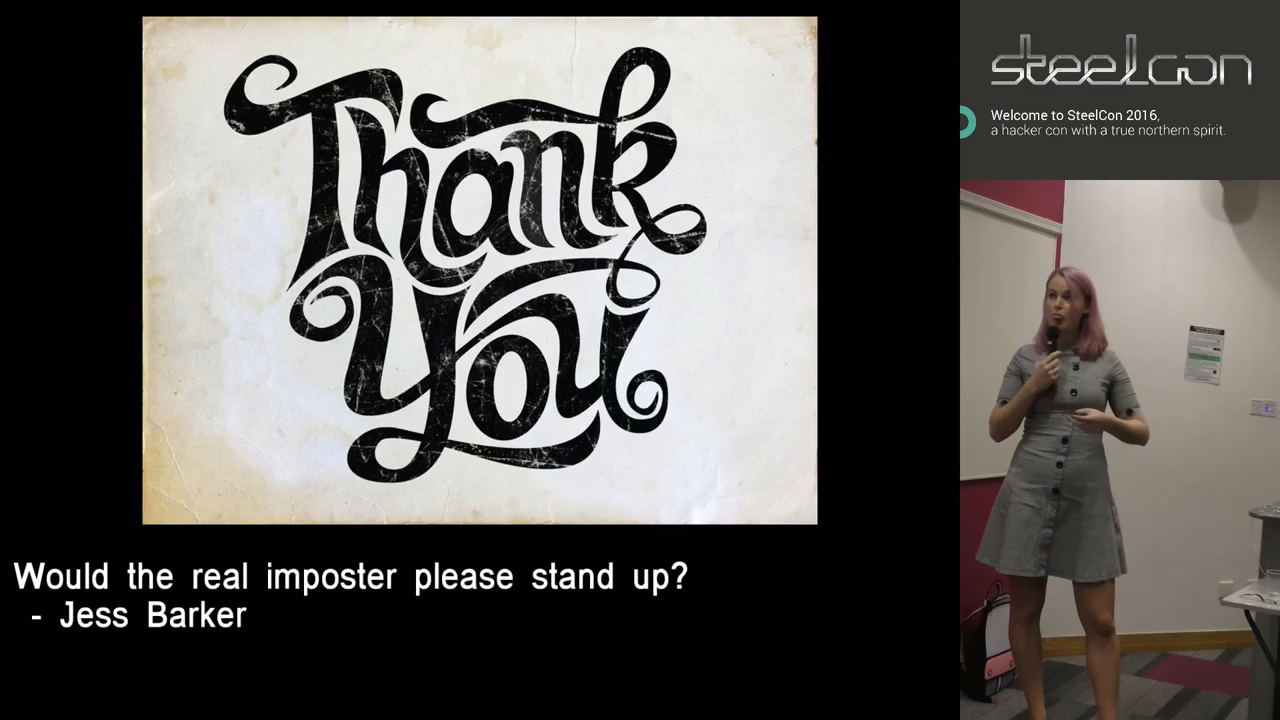 Thank
You
steelcon
Welcome to SteelCon 2016,
a hacker con with a true northern spirit.
Would the real imposter please stand up?
- Jess Barker